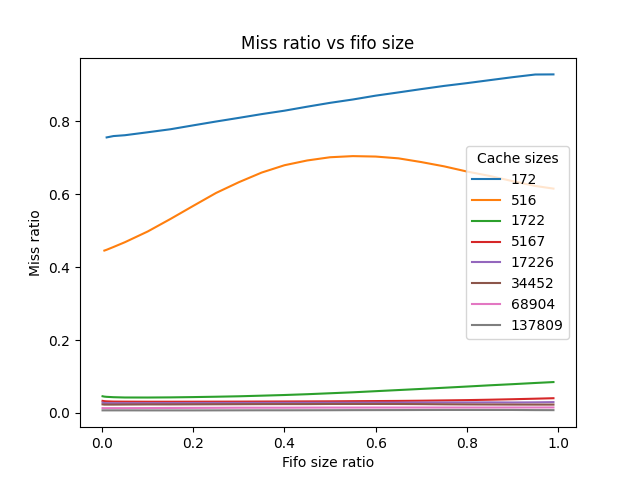 Miss ratio vs fifo size
Miss ratio
0.8
0.6
0.4
0.2
0.0
Cache sizes
172
516
1722
5167
17226
34452
68904
137809
0.0 0.2 0.4 0.6 0.8 1.0
Fifo size ratio